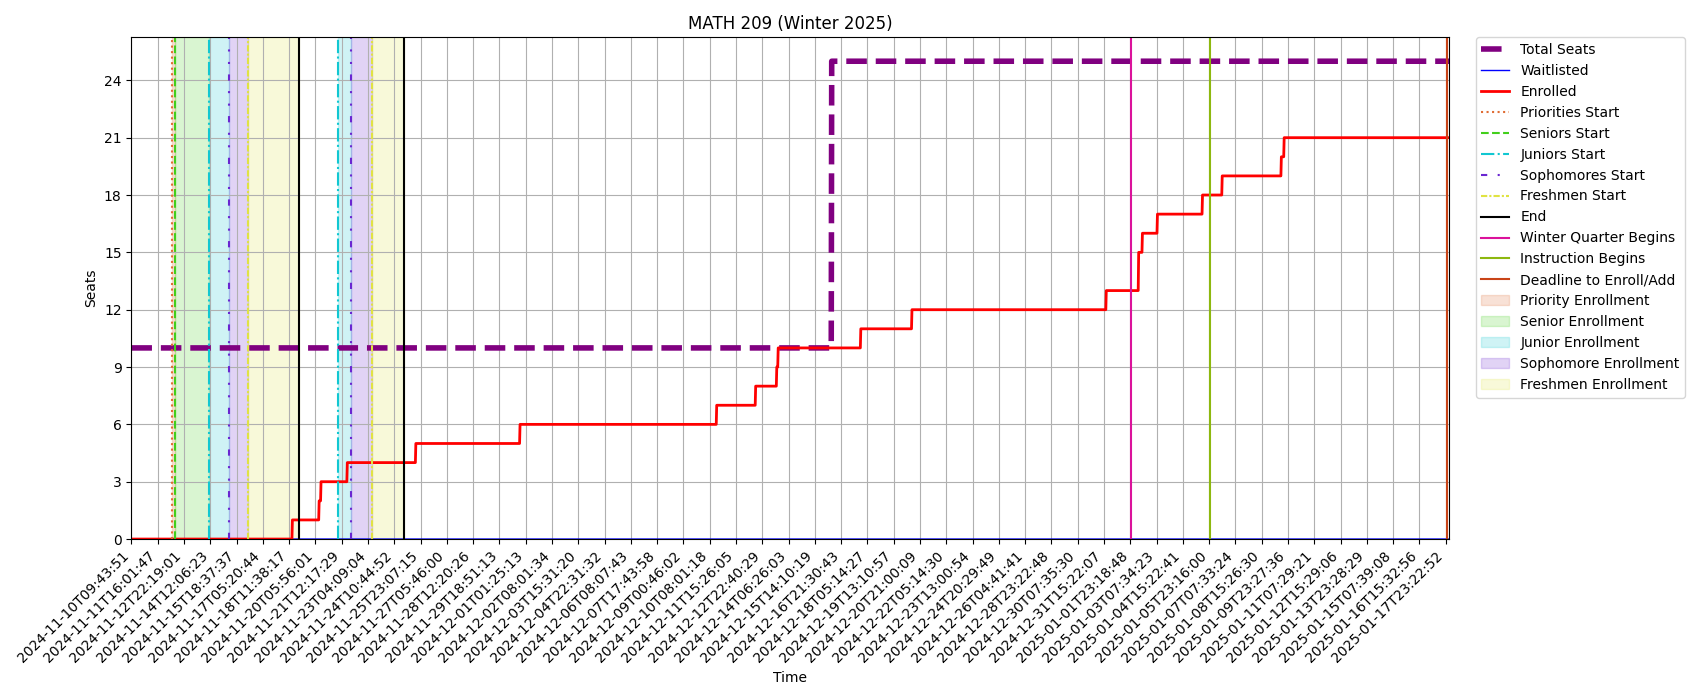 MATH 209 (Winter 2025)
Seats
24
21
18
15
12
9
6
3
0
2024-11-10T09:43:51
2024-11-11T16:01:47
2024-11-12T22:19:01
2024-11-14T12:06:23
2024-11-15T18:37:37
2024-11-17T05:20:44
2024-11-18T11:38:17
2024-11-20T05:56:01
2024-11-21T12:17:29
2024-11-23T04:09:04
2024-11-24T10:44:52
2024-11-25T23:07:15
2024-11-27T05:46:00
2024-11-28T12:20:26
2024-11-29T18:51:13
2024-12-01T01:25:13
2024-12-02T08:01:34
2024-12-03T15:31:20
2024-12-04T22:31:32
2024-12-06T08:07:43
2024-12-07T17:43:58
2024-12-09T00:46:02
2024-12-10T08:01:18
2024-12-11T15:26:05
2024-12-12T22:40:29
2024-12-14T06:26:03
2024-12-15T14:10:19
2024-12-16T21:30:43
2024-12-18T05:14:27
2024-12-19T13:10:57
2024-12-20T21:00:09
2024-12-22T05:14:30
2024-12-23T13:00:54
2024-12-24T20:29:49
2024-12-26T04:41:41
2024-12-28T23:22:48
2024-12-30T07:35:30
2024-12-31T15:22:07
2025-01-01T23:18:48
2025-01-03T07:34:23
2025-01-04T15:22:41
2025-01-05T23:16:00
2025-01-07T07:33:24
2025-01-08T15:26:30
2025-01-09T23:27:36
2025-01-11T07:29:21
2025-01-12T15:29:06
2025-01-13T23:28:29
2025-01-15T07:39:08
2025-01-16T15:32:56
2025-01-17T23:22:52
Time
Total Seats
Waitlisted
Enrolled
Priorities Start
Seniors Start
Juniors Start
Sophomores Start
Freshmen Start
End
Winter Quarter Begins
Instruction Begins
Deadline to Enroll/Add
Priority Enrollment
Senior Enrollment
Junior Enrollment
Sophomore Enrollment
Freshmen Enrollment